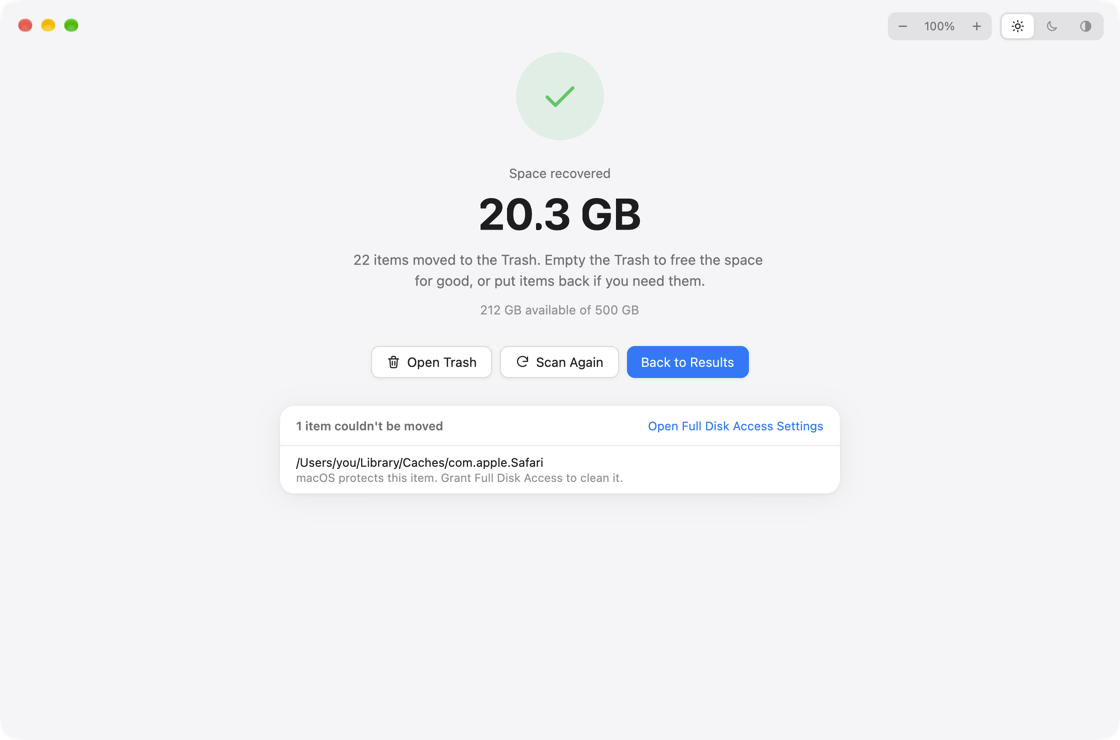 − 100% +
Space recovered
20.3 GB
22 items moved to the Trash. Empty the Trash to free the space
for good, or put items back if you need them.
212 GB available of 500 GB
Open Trash
Scan Again
Back to Results
1 item couldn't be moved
Open Full Disk Access Settings
/Users/you/Library/Caches/com.apple.Safari
macOS protects this item. Grant Full Disk Access to clean it.